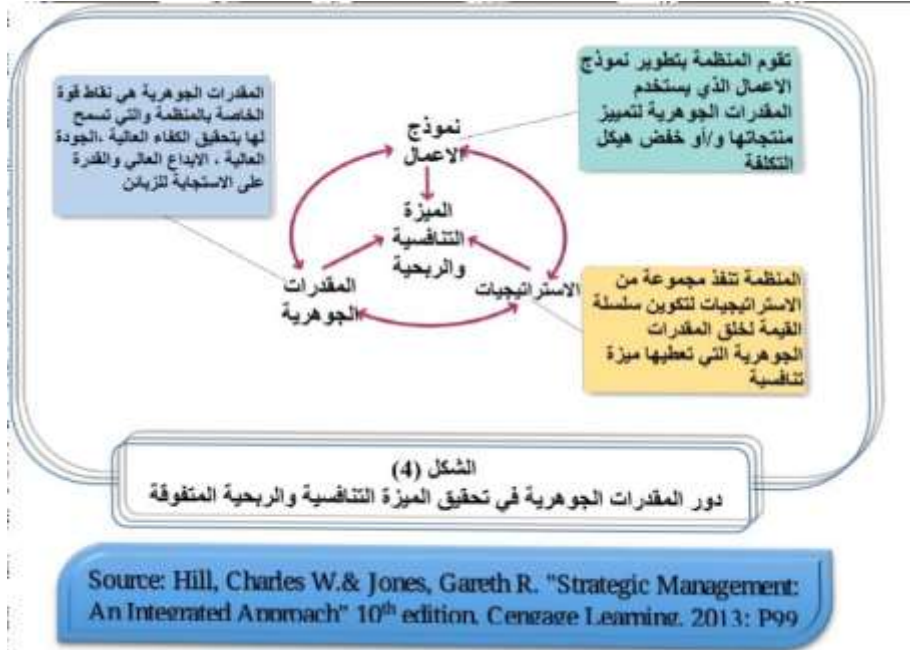 تقوم المنظمة بتطوير نموذج
الاعمال الذي يستخدم
المقدرات الجوهرية لتمييز
منتجاتها و/او خفض هيكل
التكلفة
المقدرات الجوهرية هي نقاط قوة
الخاصة بالمنظمة والتي تسمح
لها بتحقيق الكفاء العالية ،الجودة
العالية ، الابداع العالي والقدرة
على الاستجابة للزبائن
نموذج
الاعمال
الميزة
التنافسية
والربحية
الاستراتيجيات
المقدرات
الجوهرية
المنظمة تنفذ مجموعة من
الاستراتيجيات لتكوين سلسلة
القيمة لخلق المقدرات
الجوهرية التي تعطيها ميزة
تنافسية
الشكل (4)
دور المقدرات الجوهرية في تحقيق الميزة التنافسية والربحية المتفوقة
Source: Hill, Charles W.& Jones, Gareth R. "Strategic Management:
An Integrated Approach" 10th edition, Cengage Learning, 2013: P99